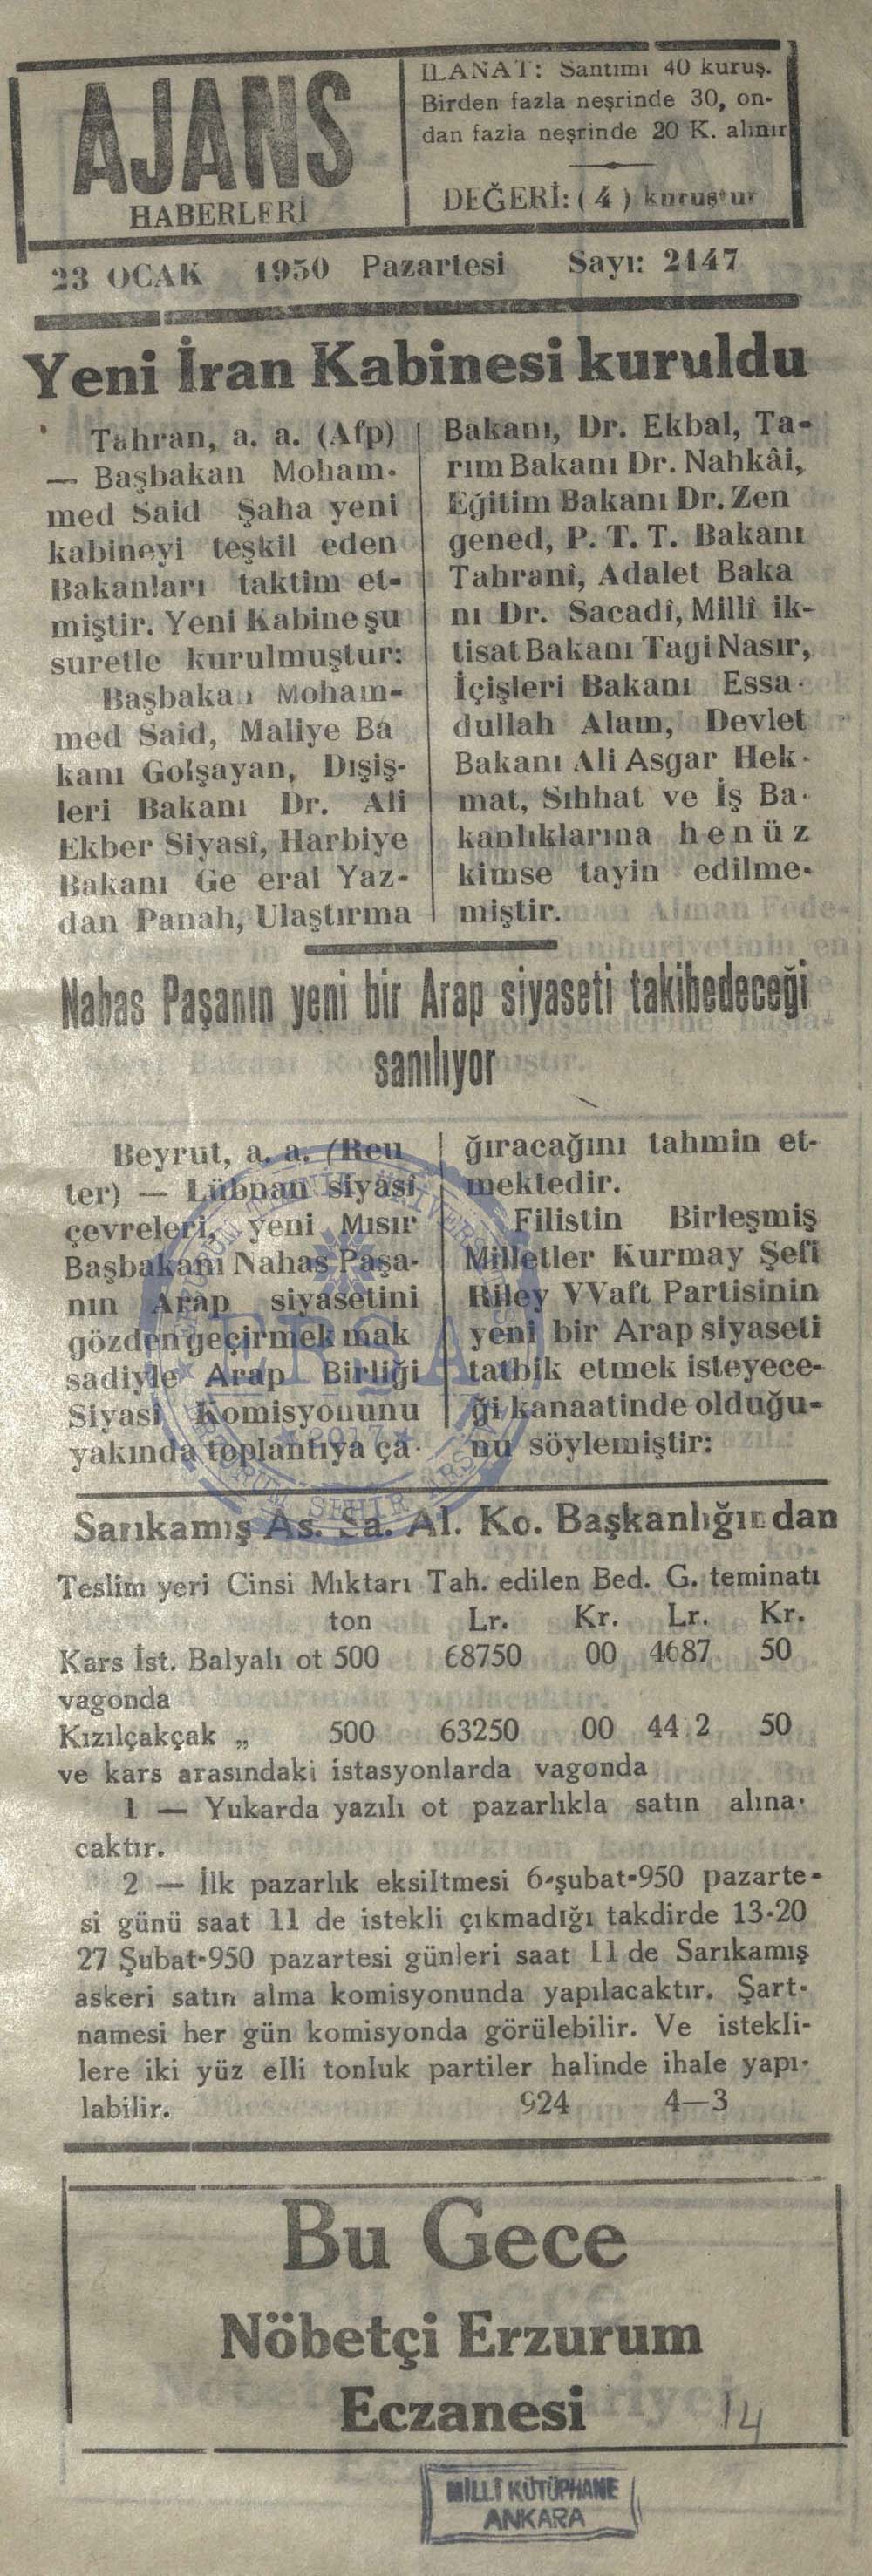 AJANS
HABERLERİ
İLANAT: Santimi 40 kuruş.
Birden fazla neşrinde 30, on-
dan fazla neşrinde 20 K. alınır
DEĞERİ: ( 4 ) kuruştur
23 OCAK 1950 Pazartesi Sayı: 2147
Yeni İran Kabinesi kuruldu
Tahran, a. a. (Afp)
— Başbakan Moham-
med Said Şaha yeni
kabineyi teşkil eden
Bakanları taktim et-
miştir. Yeni Kabine şu
suretle kurulmuştur:
Başbakan Moham-
med Said, Maliye Ba
kanı Golşayan, Dışiş-
leri Bakanı Dr. Ali
Ekber Siyasî, Harbiye
Bakanı Ge eral Yaz-
dan Panah, Ulaştırma
Bakanı, Dr. Ekbal, Ta-
rım Bakanı Dr. Nahkâi,
Eğitim Bakanı Dr. Zen
gened, P. T. T. Bakanı
Tahranî, Adalet Baka
nı Dr. Sacadî, Millî ik-
tisat Bakanı Tagi Nasır,
İçişleri Bakanı Essa-
dullah Alam, Devlet
Bakanı Ali Asgar Hek-
mat, Sıhhat ve İş Ba-
kanlıklarına henüz
kimse tayin edilme-
miştir.
Nahas Paşanın yeni bir Arap siyaseti takibedeceği
sanılıyor
Beyrut, a. a. (Reu
ter) — Lübnan siyasî
çevreleri, yeni Mısır
Başbakanı Nahas Paşa-
nın Arap siyasetini
gözden geçirmek mak
sadiyle Arap Birliği
Siyasî Komisyonunu
yakında toplantıya ça-
ğıracağını tahmin et-
mektedir.
Filistin Birleşmiş
Milletler Kurmay Şefi
Riley VVaft Partisinin
yeni bir Arap siyaseti
tatbik etmek isteyece-
ği kanaatinde olduğu-
nu söylemiştir:
Sarıkamış As. Sa. Al. Ko. Başkanlığından
Teslim yeri Cinsi Mıktarı Tah. edilen Bed. G. teminatı
ton Lr. Kr. Lr. Kr.
Kars İst. Balyalı ot 500 68750 00 4687 50
vagonda
Kızılçakçak „ 500 63250 00 44 2 50
ve kars arasındaki istasyonlarda vagonda
1 — Yukarda yazılı ot pazarlıkla satın alına-
caktır.
2 — İlk pazarlık eksiltmesi 6-şubat-950 pazarte-
si günü saat 11 de istekli çıkmadığı takdirde 13-20
27 Şubat-950 pazartesi günleri saat 11 de Sarıkamış
askeri satın alma komisyonunda yapılacaktır. Şart-
namesi her gün komisyonda görülebilir. Ve istekli-
lere iki yüz elli tonluk partiler halinde ihale yapı-
labilir. 924 4—3
Bu Gece
Nöbetçi Erzurum
Eczanesi
14
MİLLÎ KÜTÜPHANE
ANKARA